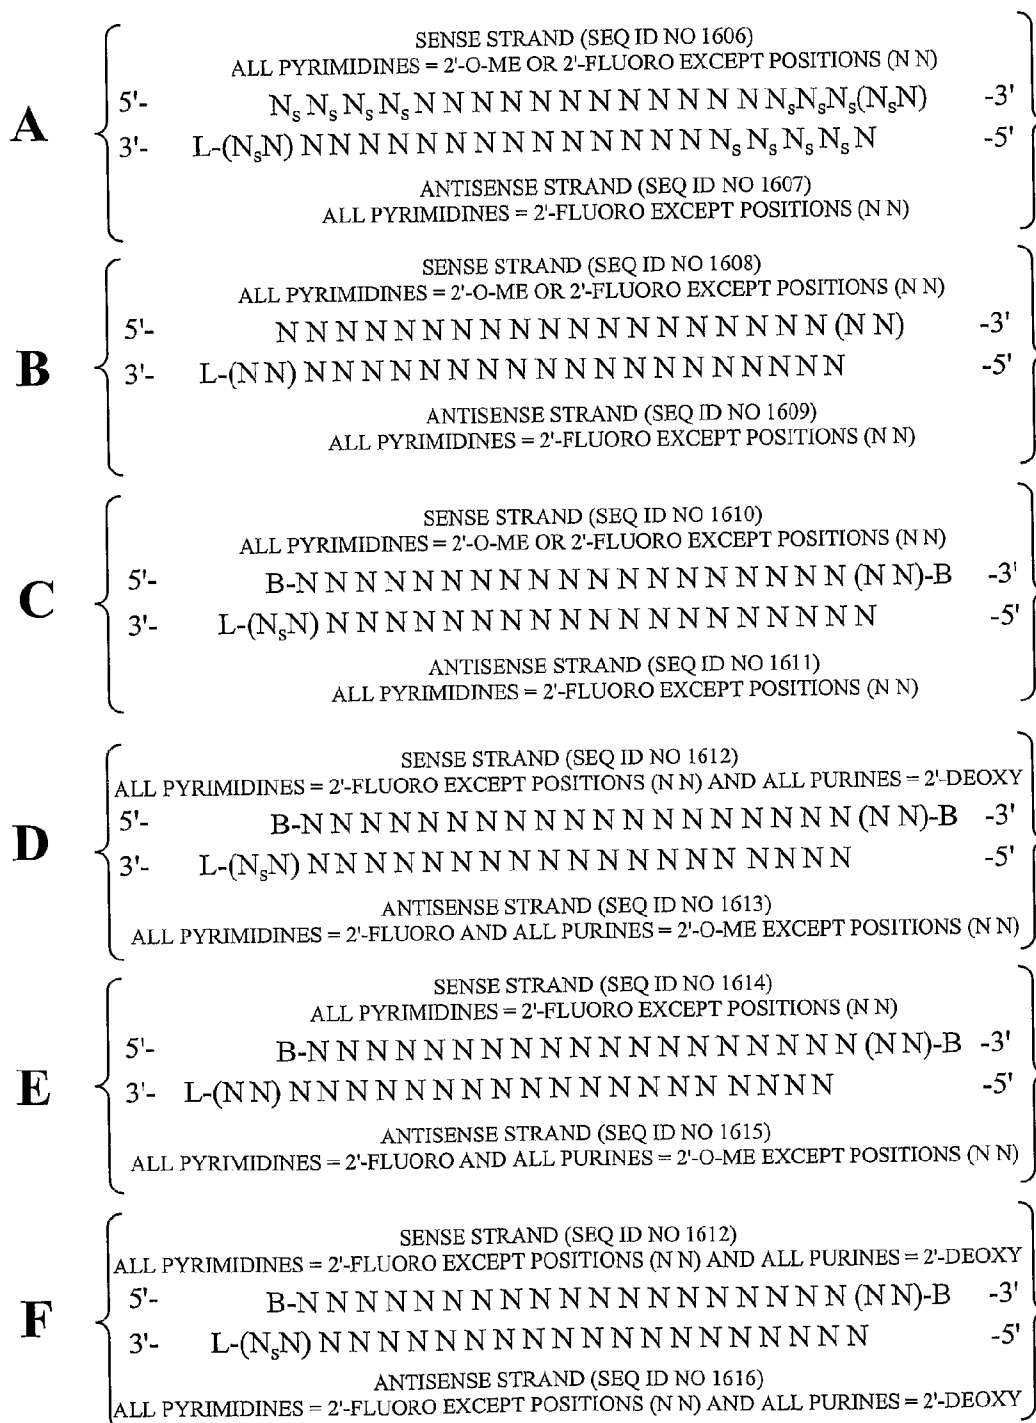 SENSE STRAND (SEQ ID NO 1606)
ALL PYRIMIDINES = 2'-O-ME OR 2'-FLUORO EXCEPT POSITIONS (N N)
A
5'- NsNsNsNsN N N N N N N N N N N N NsNsNs(NsN) -3'
3'- L-(NsN) N N N N N N N N N N N N N N NsNsNsNsN -5'
ANTISENSE STRAND (SEQ ID NO 1607)
ALL PYRIMIDINES = 2'-FLUORO EXCEPT POSITIONS (N N)
SENSE STRAND (SEQ ID NO 1608)
ALL PYRIMIDINES = 2'-O-ME OR 2'-FLUORO EXCEPT POSITIONS (N N)
B
5'- N N N N N N N N N N N N N N N N N N N (N N) -3'
3'- L-(N N) N N N N N N N N N N N N N N N N N N N -5'
ANTISENSE STRAND (SEQ ID NO 1609)
ALL PYRIMIDINES = 2'-FLUORO EXCEPT POSITIONS (N N)
SENSE STRAND (SEQ ID NO 1610)
ALL PYRIMIDINES = 2'-O-ME OR 2'-FLUORO EXCEPT POSITIONS (N N)
C
5'- B-N N N N N N N N N N N N N N N N N N N (N N)-B -3'
3'- L-(NsN) N N N N N N N N N N N N N N N N N N N -5'
ANTISENSE STRAND (SEQ ID NO 1611)
ALL PYRIMIDINES = 2'-FLUORO EXCEPT POSITIONS (N N)
SENSE STRAND (SEQ ID NO 1612)
ALL PYRIMIDINES = 2'-FLUORO EXCEPT POSITIONS (N N) AND ALL PURINES = 2'-DEOXY
D
5'- B-N N N N N N N N N N N N N N N N N N N (N N)-B -3'
3'- L-(NsN) N N N N N N N N N N N N N N N N N N N -5'
ANTISENSE STRAND (SEQ ID NO 1613)
ALL PYRIMIDINES = 2'-FLUORO AND ALL PURINES = 2'-O-ME EXCEPT POSITIONS (N N)
SENSE STRAND (SEQ ID NO 1614)
ALL PYRIMIDINES = 2'-FLUORO EXCEPT POSITIONS (N N)
E
5'- B-N N N N N N N N N N N N N N N N N N N (N N)-B -3'
3'- L-(N N) N N N N N N N N N N N N N N N N N N N -5'
ANTISENSE STRAND (SEQ ID NO 1615)
ALL PYRIMIDINES = 2'-FLUORO AND ALL PURINES = 2'-O-ME EXCEPT POSITIONS (N N)
SENSE STRAND (SEQ ID NO 1612)
ALL PYRIMIDINES = 2'-FLUORO EXCEPT POSITIONS (N N) AND ALL PURINES = 2'-DEOXY
F
5'- B-N N N N N N N N N N N N N N N N N N N (N N)-B -3'
3'- L-(NsN) N N N N N N N N N N N N N N N N N N N -5'
ANTISENSE STRAND (SEQ ID NO 1616)
ALL PYRIMIDINES = 2'-FLUORO EXCEPT POSITIONS (N N) AND ALL PURINES = 2'-DEOXY